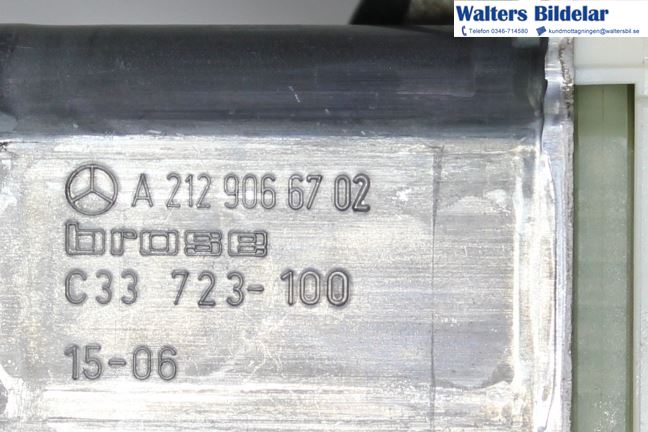 Walters Bildelar
Telefon 0346-714580 kundmottagningen@waltersbil.se
A 212 906 67 02
brose
C33 723-100
15-06